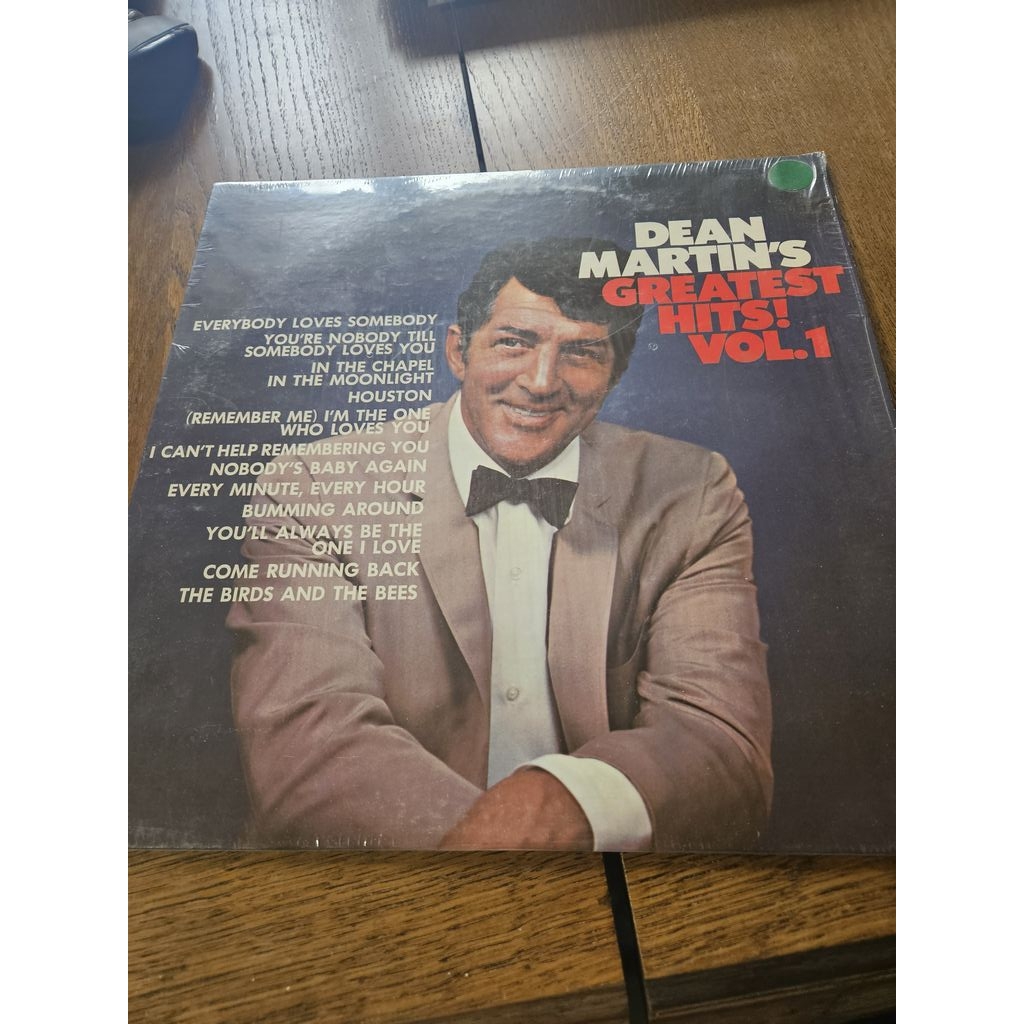 DEAN
MARTIN'S
GREATEST
HITS!
VOL.1
EVERYBODY LOVES SOMEBODY
YOU'RE NOBODY TILL
SOMEBODY LOVES YOU
IN THE CHAPEL
IN THE MOONLIGHT
HOUSTON
(REMEMBER ME) I'M THE ONE
WHO LOVES YOU
I CAN'T HELP REMEMBERING YOU
NOBODY'S BABY AGAIN
EVERY MINUTE, EVERY HOUR
BUMMING AROUND
YOU'LL ALWAYS BE THE
ONE I LOVE
COME RUNNING BACK
THE BIRDS AND THE BEES